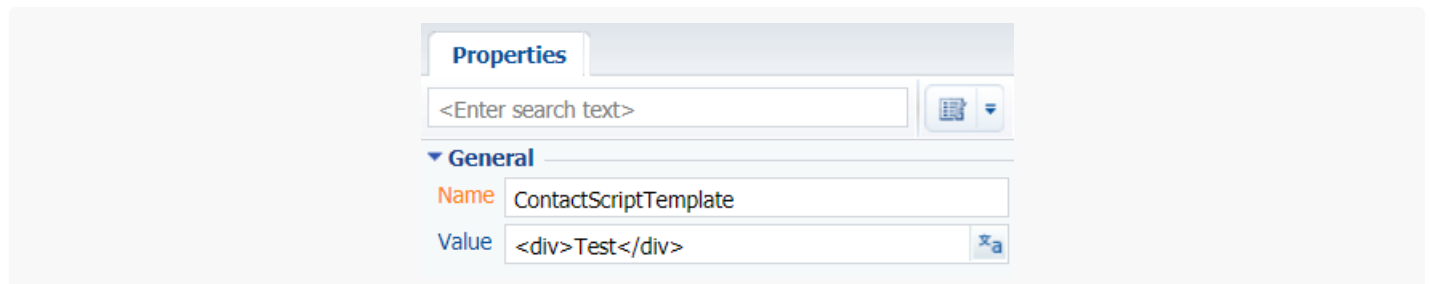 Properties
<Enter search text>
General
Name ContactScriptTemplate
Value <div>Test</div>